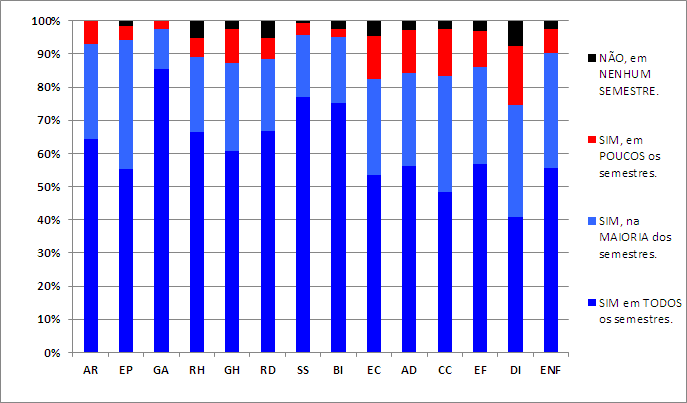 100%
90%
80%
70%
60%
50%
40%
30%
20%
10%
0%
AR EP GA RH GH RD SS BI EC AD CC EF DI ENF
NÃO, em
NENHUM
SEMESTRE.
SIM, em
POUCOS os
semestres.
SIM, na
MAIORIA dos
semestres.
SIM em TODOS
os semestres.